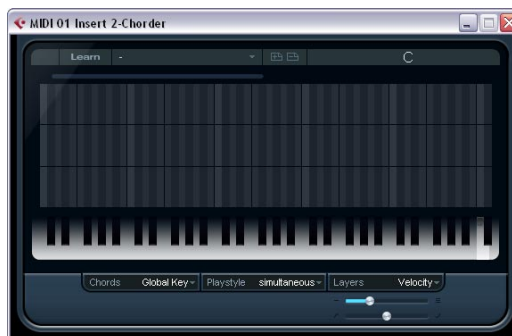 MIDI 01 Insert 2-Chorder
Learn - C
Chords Global Key Playstyle simultaneous Layers Velocity